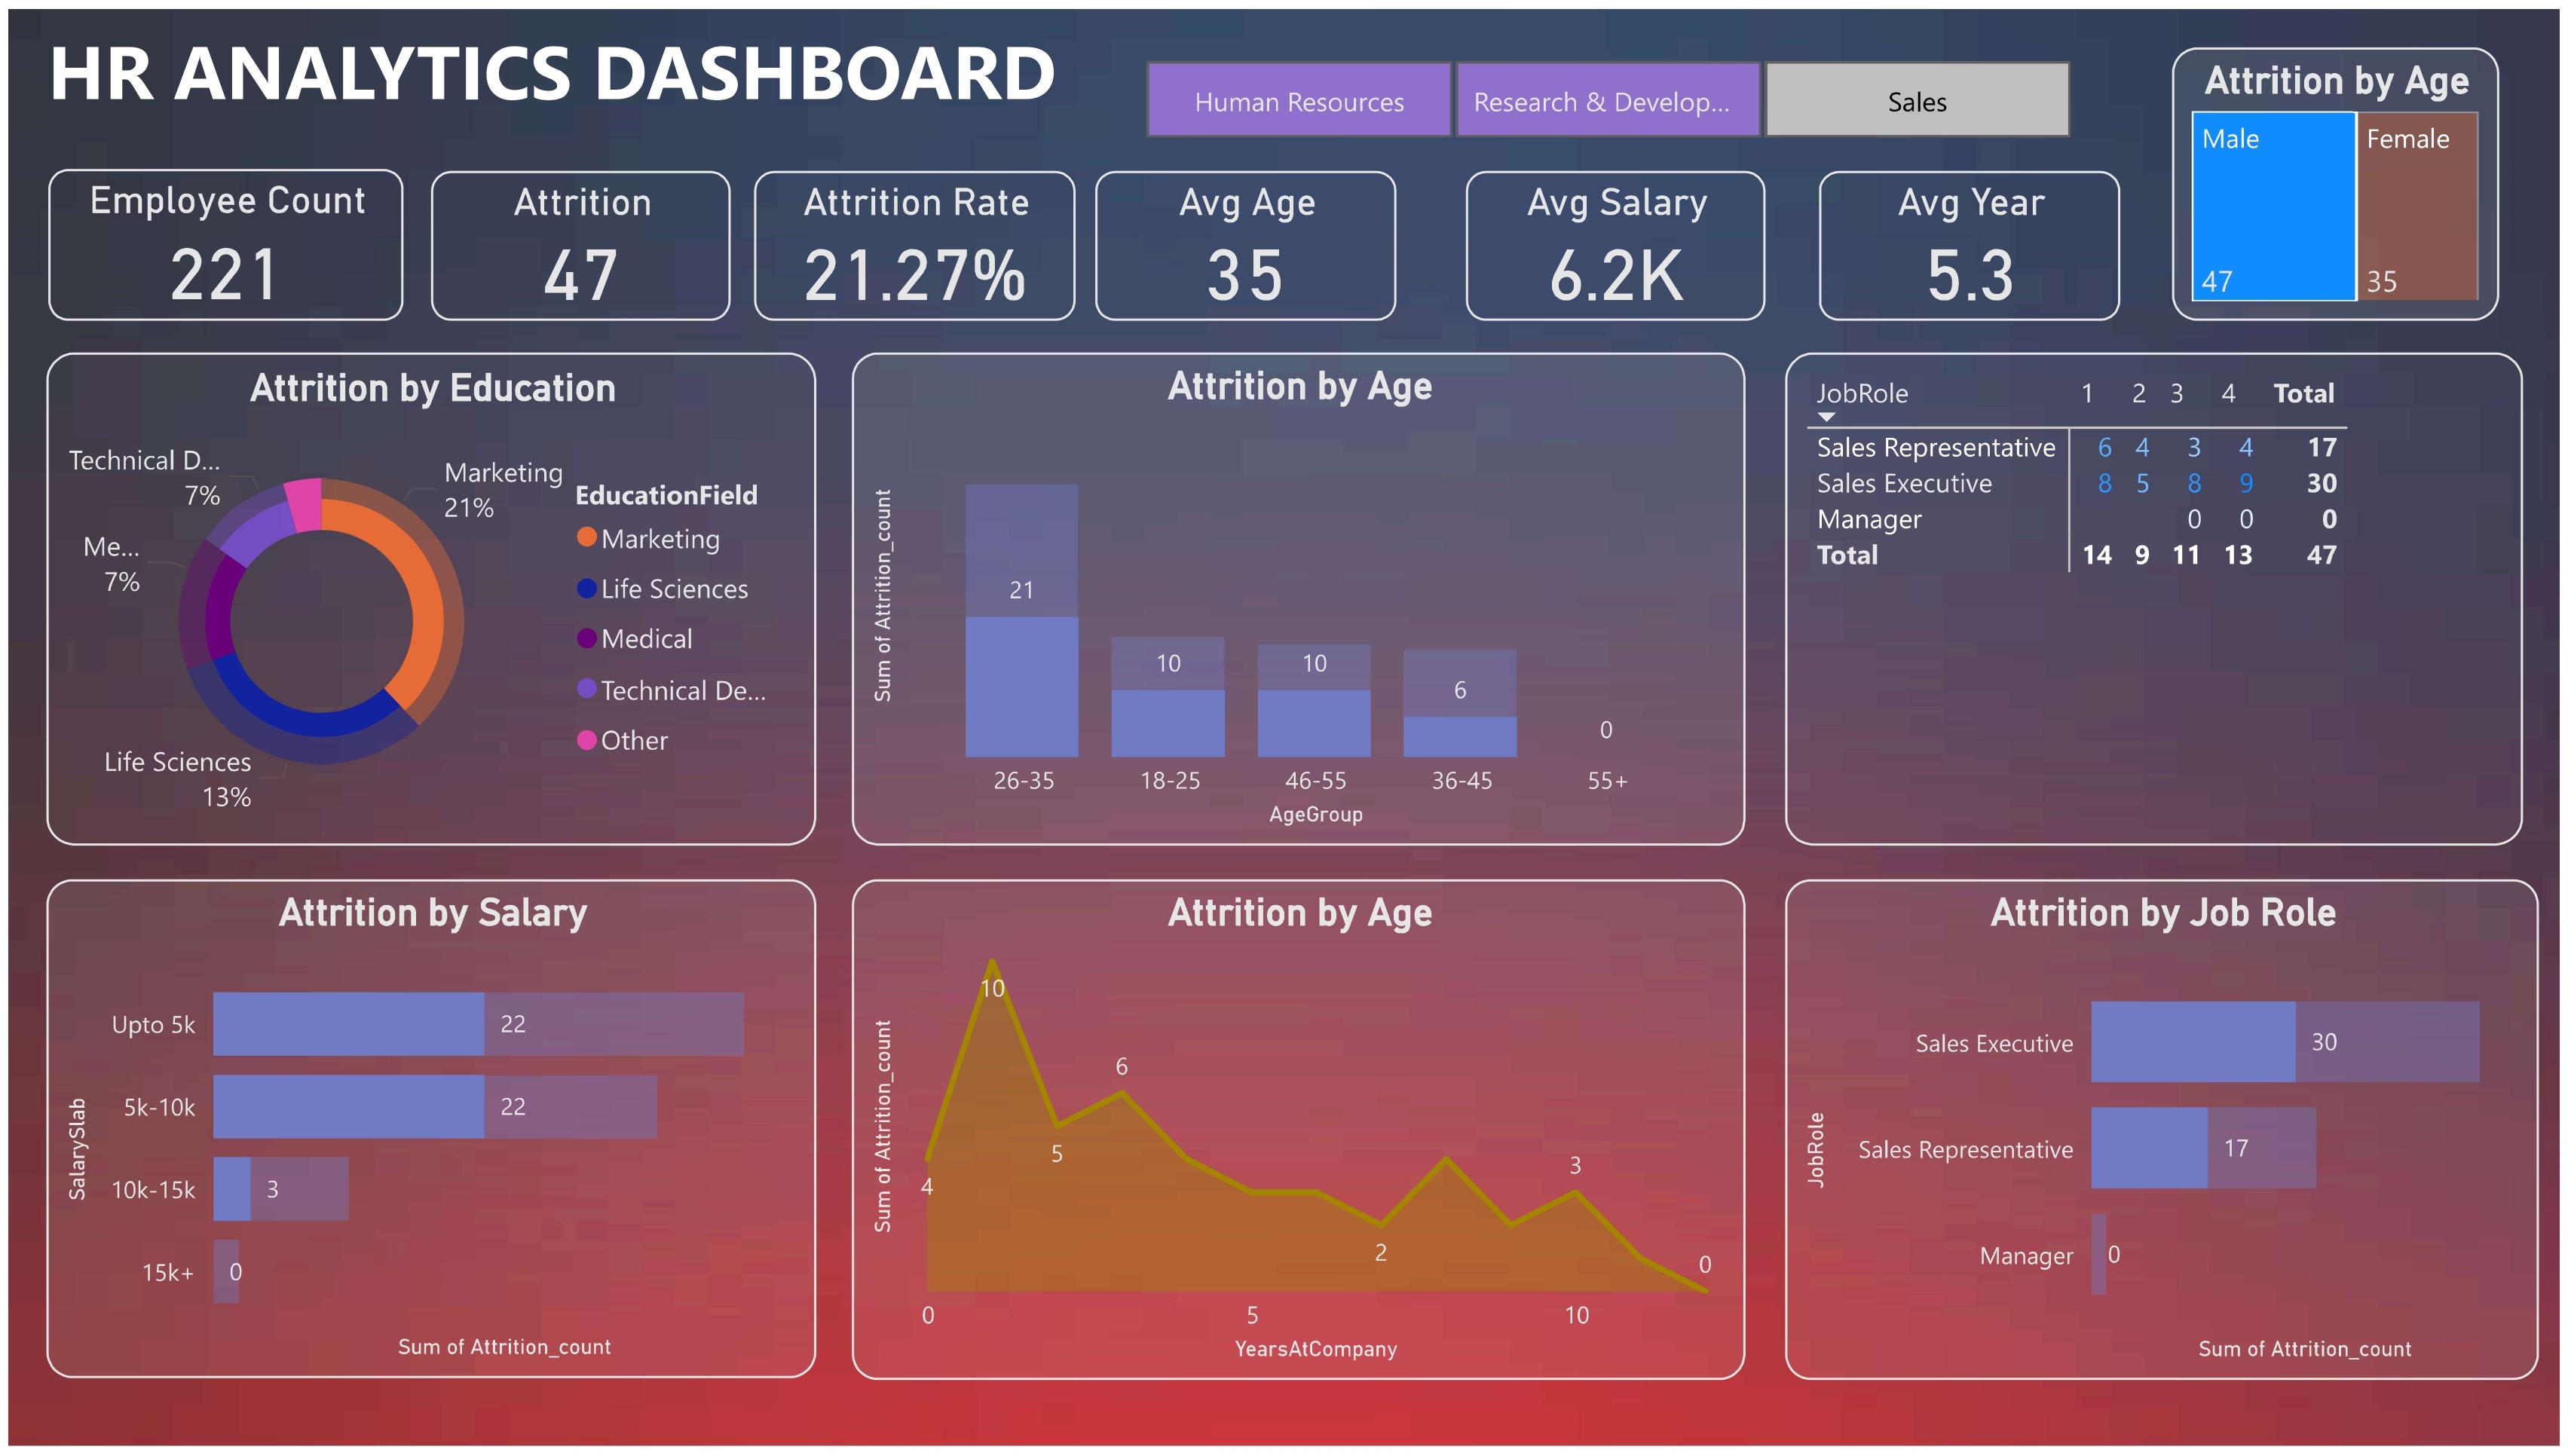 HR ANALYTICS DASHBOARD
Human Resources
Research & Develop...
Sales
Attrition by Age
Male
Female
47
35
Employee Count
221
Attrition
47
Attrition Rate
21.27%
Avg Age
35
Avg Salary
6.2K
Avg Year
5.3
Attrition by Education
Technical D...
7%
Me...
7%
Life Sciences
13%
Marketing
21%
EducationField
Marketing
Life Sciences
Medical
Technical De...
Other
Attrition by Age
Sum of Attrition_count
21
10
10
6
0
26-35
18-25
46-55
36-45
55+
AgeGroup
JobRole 1 2 3 4 Total
Sales Representative 6 4 3 4 17
Sales Executive 8 5 8 9 30
Manager 0 0 0
Total 14 9 11 13 47
Attrition by Salary
SalarySlab
Upto 5k 22
5k-10k 22
10k-15k 3
15k+ 0
Sum of Attrition_count
Attrition by Age
Sum of Attrition_count
4
10
5
6
2
3
0
0 5 10
YearsAtCompany
Attrition by Job Role
JobRole
Sales Executive 30
Sales Representative 17
Manager 0
Sum of Attrition_count